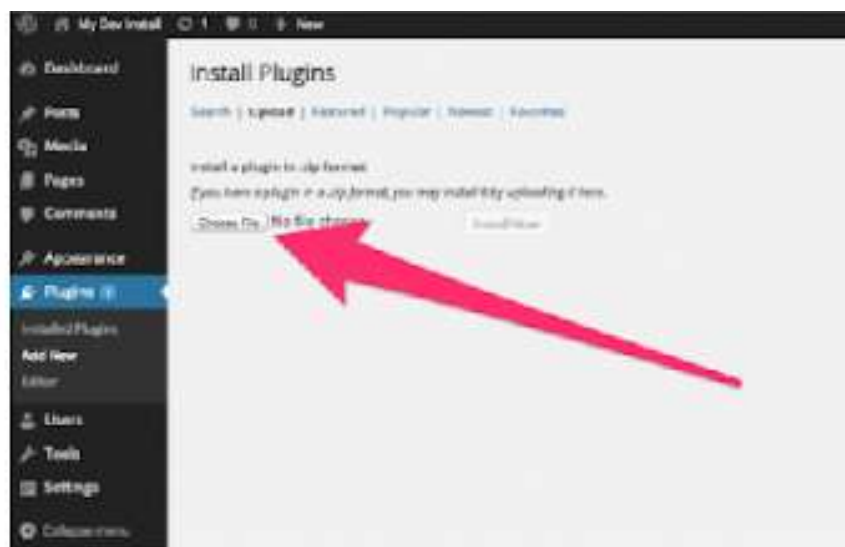 My Dev Install 1 0 + New
Dashboard
Posts
Media
Pages
Comments
Appearance
Plugins
Installed Plugins
Add New
Editor
Users
Tools
Settings
Collapse menu
Install Plugins
Search | Upload | Featured | Popular | Newest | Favorites
Install a plugin in .zip format
If you have a plugin in a .zip format, you may install it by uploading it here.
Choose File No file chosen
Install Now